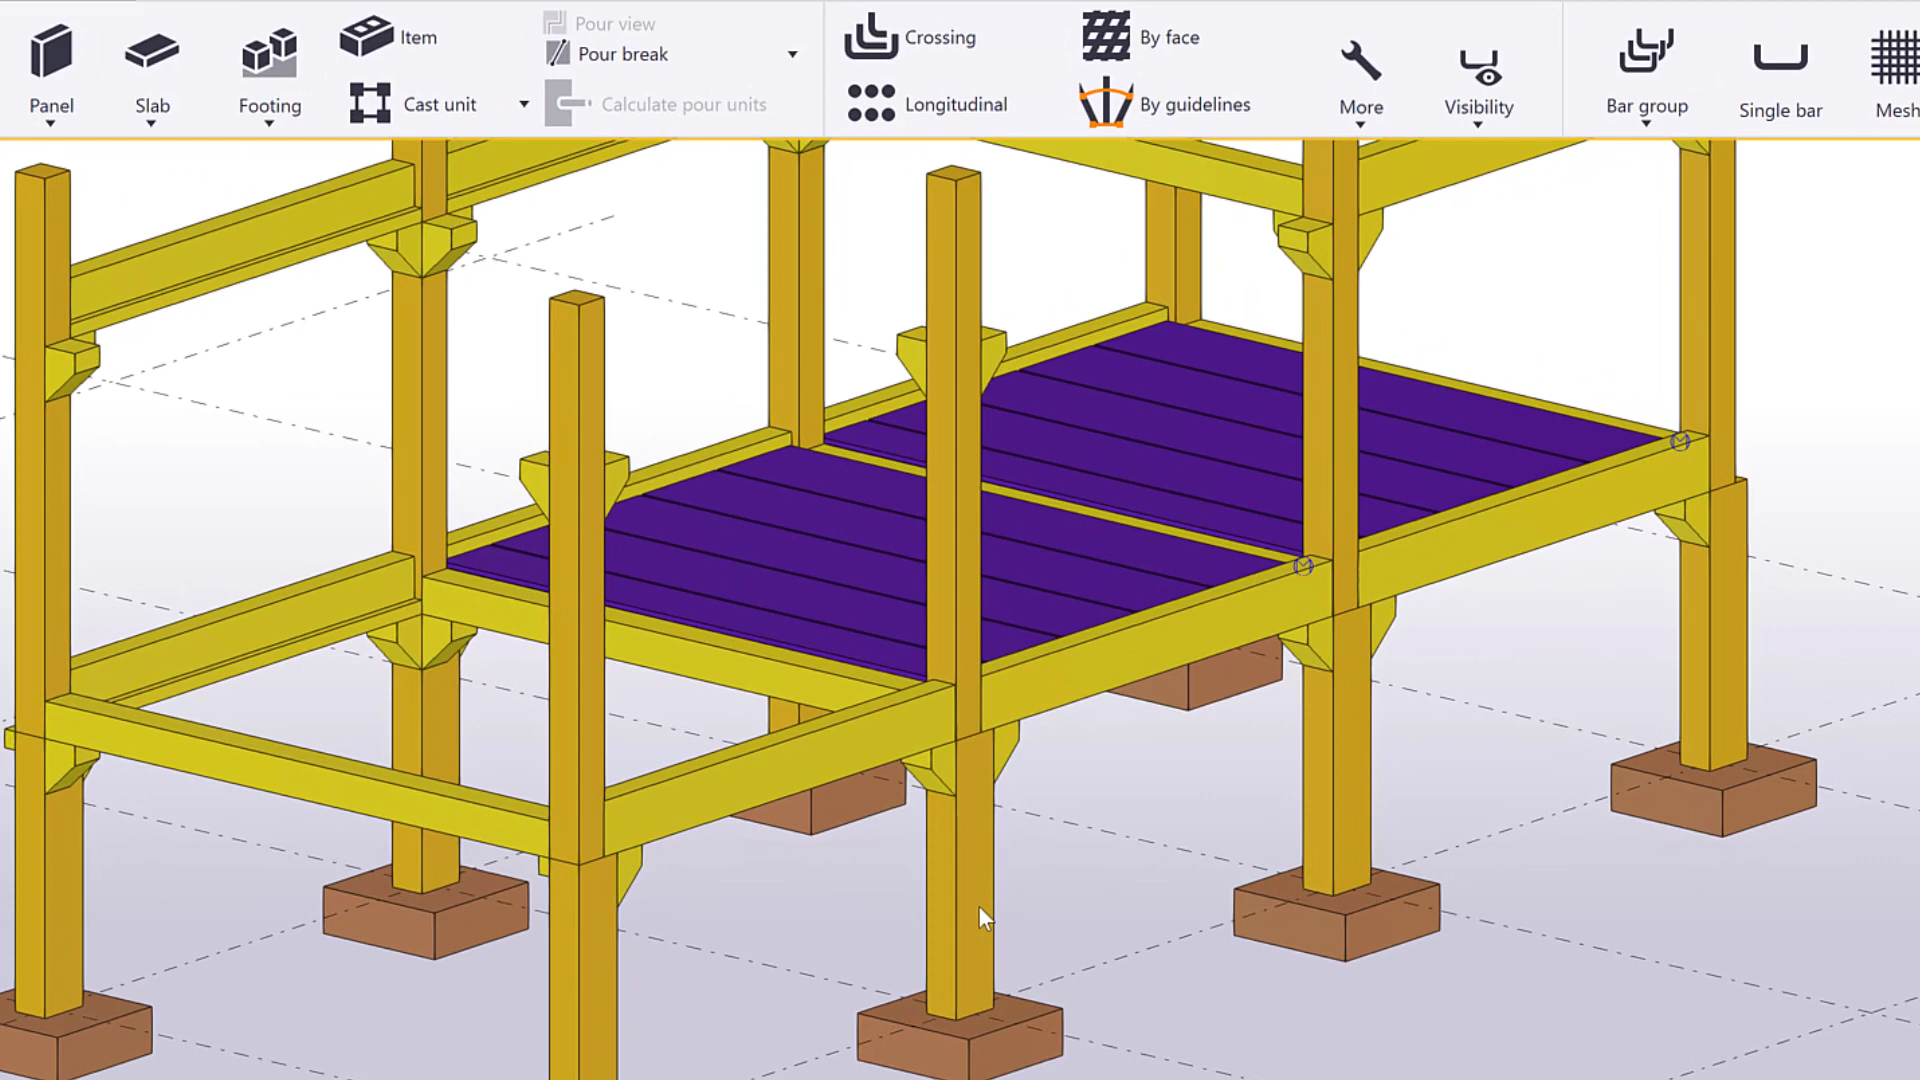 Panel
Slab
Footing
Item
Cast unit
Pour view
Pour break
Calculate pour units
Crossing
Longitudinal
By face
By guidelines
More
Visibility
Bar group
Single bar
Mesh